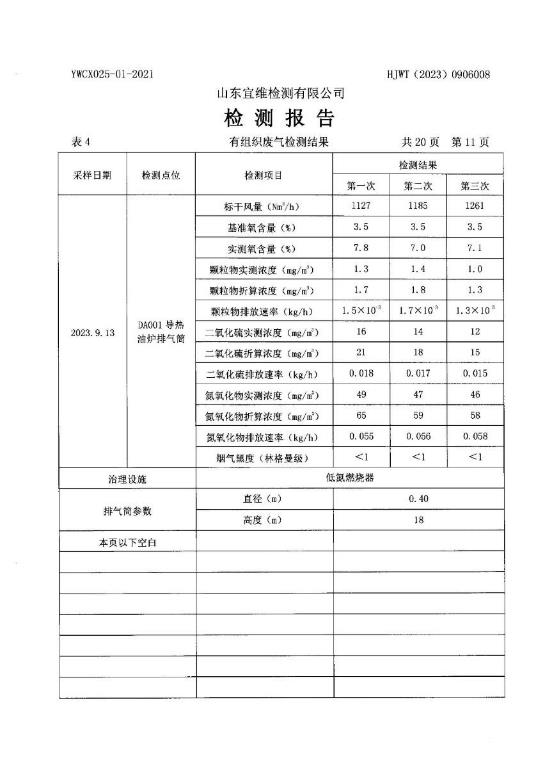 YWCX025-01-2021 HJWT（2023）0906008
山东宜维检测有限公司
检 测 报 告
表 4 有组织废气检测结果 共 20 页 第 11 页
采样日期 检测点位 检测项目 检测结果
第一次 第二次 第三次
2023.9.13 DA001 导热油炉排气筒
标干风量（Nm³/h） 1127 1185 1261
基准氧含量（%） 3.5 3.5 3.5
实测氧含量（%） 7.8 7.0 7.1
颗粒物实测浓度（mg/m³） 1.3 1.4 1.0
颗粒物折算浓度（mg/m³） 1.7 1.8 1.3
颗粒物排放速率（kg/h） 1.5×10⁻³ 1.7×10⁻³ 1.3×10⁻³
二氧化硫实测浓度（mg/m³） 16 14 12
二氧化硫折算浓度（mg/m³） 21 18 15
二氧化硫排放速率（kg/h） 0.018 0.017 0.015
氮氧化物实测浓度（mg/m³） 49 47 46
氮氧化物折算浓度（mg/m³） 65 59 58
氮氧化物排放速率（kg/h） 0.055 0.056 0.058
烟气黑度（林格曼级） <1 <1 <1
治理设施 低氮燃烧器
排气筒参数 直径（m） 0.40
高度（m） 18
本页以下空白